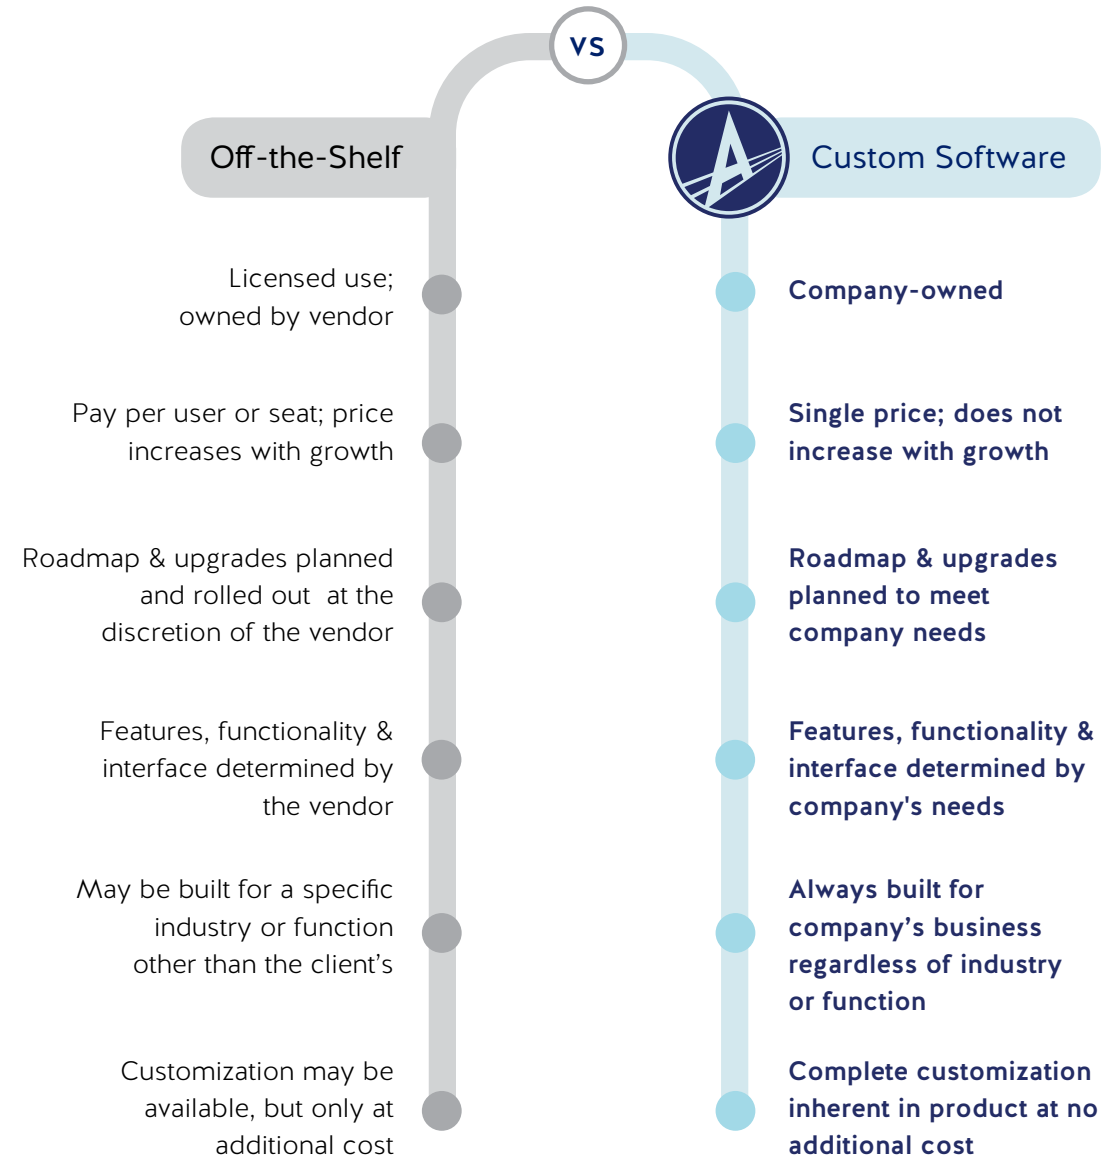 VS
Off-the-Shelf
Custom Software
Licensed use;
owned by vendor
Company-owned
Pay per user or seat; price
increases with growth
Single price; does not
increase with growth
Roadmap & upgrades planned
and rolled out  at the
discretion of the vendor
Roadmap & upgrades
planned to meet
company needs
Features, functionality &
interface determined by
the vendor
Features, functionality &
interface determined by
company's needs
May be built for a specific
industry or function
other than the client’s
Always built for
company’s business
regardless of industry
or function
Customization may be
available, but only at
additional cost
Complete customization
inherent in product at no
additional cost